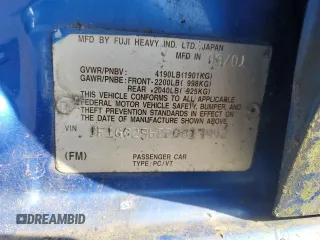 MFD BY FUJI HEAVY IND. LTD. JAPAN
09/01
GVWR/PNBV: 4190LB(1901KG)
GAWR/PNBE: FRONT-2200LB( 998KG)
REAR -2040LB( 925KG)
THIS VEHICLE CONFORMS TO ALL APPLICABLE
FEDERAL MOTOR VEHICLE SAFETY, BUMPER, AND
THEFT PREVENTION STANDARDS IN EFFECT ON THE
DATE OF MANUFACTURE SHOWN ABOVE
VIN
(FM) PASSENGER CAR
TYPE:PC/VT
© DREAMBID